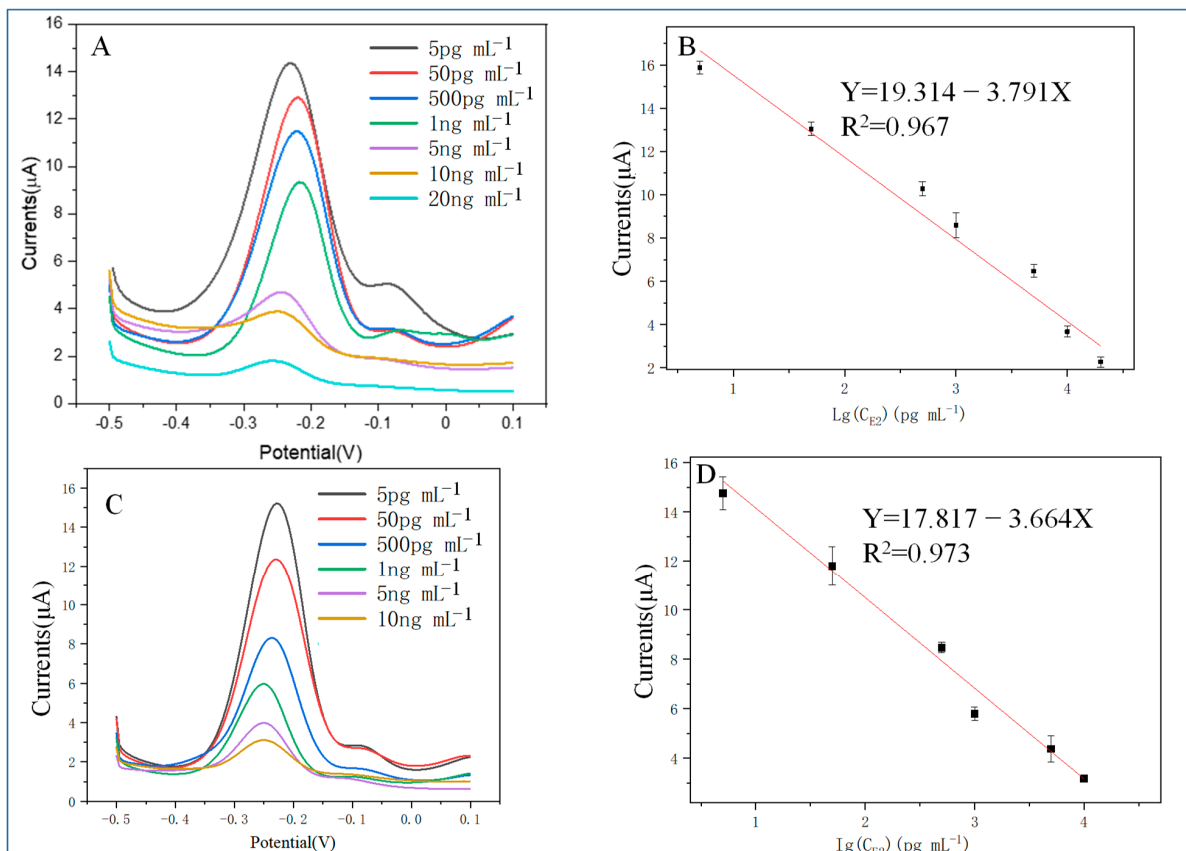 A
5pg mL⁻¹
50pg mL⁻¹
500pg mL⁻¹
1ng mL⁻¹
5ng mL⁻¹
10ng mL⁻¹
20ng mL⁻¹
16
14
12
10
8
6
4
2
0
Currents(μA)
-0.5 -0.4 -0.3 -0.2 -0.1 0 0.1
Potential(V)
B
Y=19.314 − 3.791X
R²=0.967
16
14
12
10
8
6
4
2
Currents(μA)
1 2 3 4
Lg(C_E2)(pg mL⁻¹)
C
5pg mL⁻¹
50pg mL⁻¹
500pg mL⁻¹
1ng mL⁻¹
5ng mL⁻¹
10ng mL⁻¹
16
14
12
10
8
6
4
2
0
Currents(μA)
-0.5 -0.4 -0.3 -0.2 -0.1 0.0 0.1
Potential(V)
D
Y=17.817 − 3.664X
R²=0.973
16
14
12
10
8
6
4
Currents(μA)
1 2 3 4
lg(C_E2)(pg mL⁻¹)